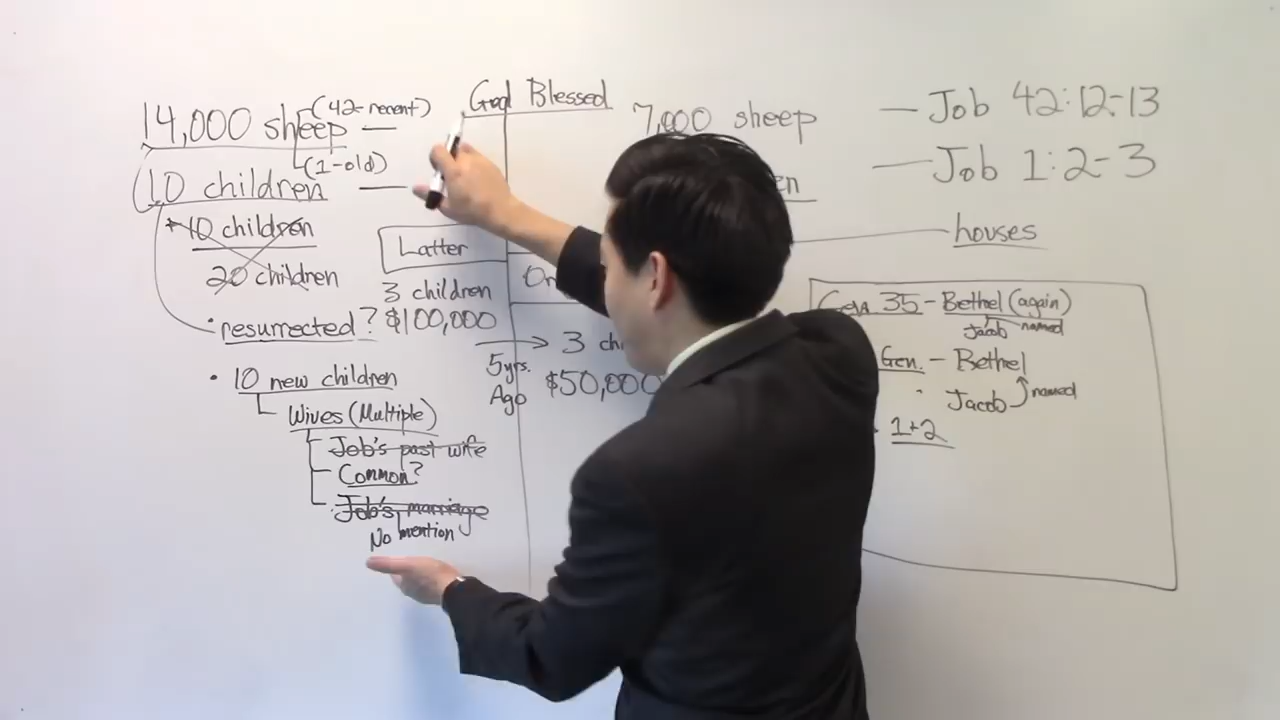 God Blessed
14,000 sheep
(42-recent)
(1-old)
10 children
10 children
20 children
resurrected?
10 new children
Wives (Multiple)
Job's past wife
Common?
Job's marriage
No mention
Latter
3 children
$100,000
5yrs.
Ago
7,000 sheep
3
$50,000
Job 42:12-13
Job 1:2-3
houses
Gen. 35 - Bethel (again)
Jacob named
Gen. - Bethel
Jacob named
1+2